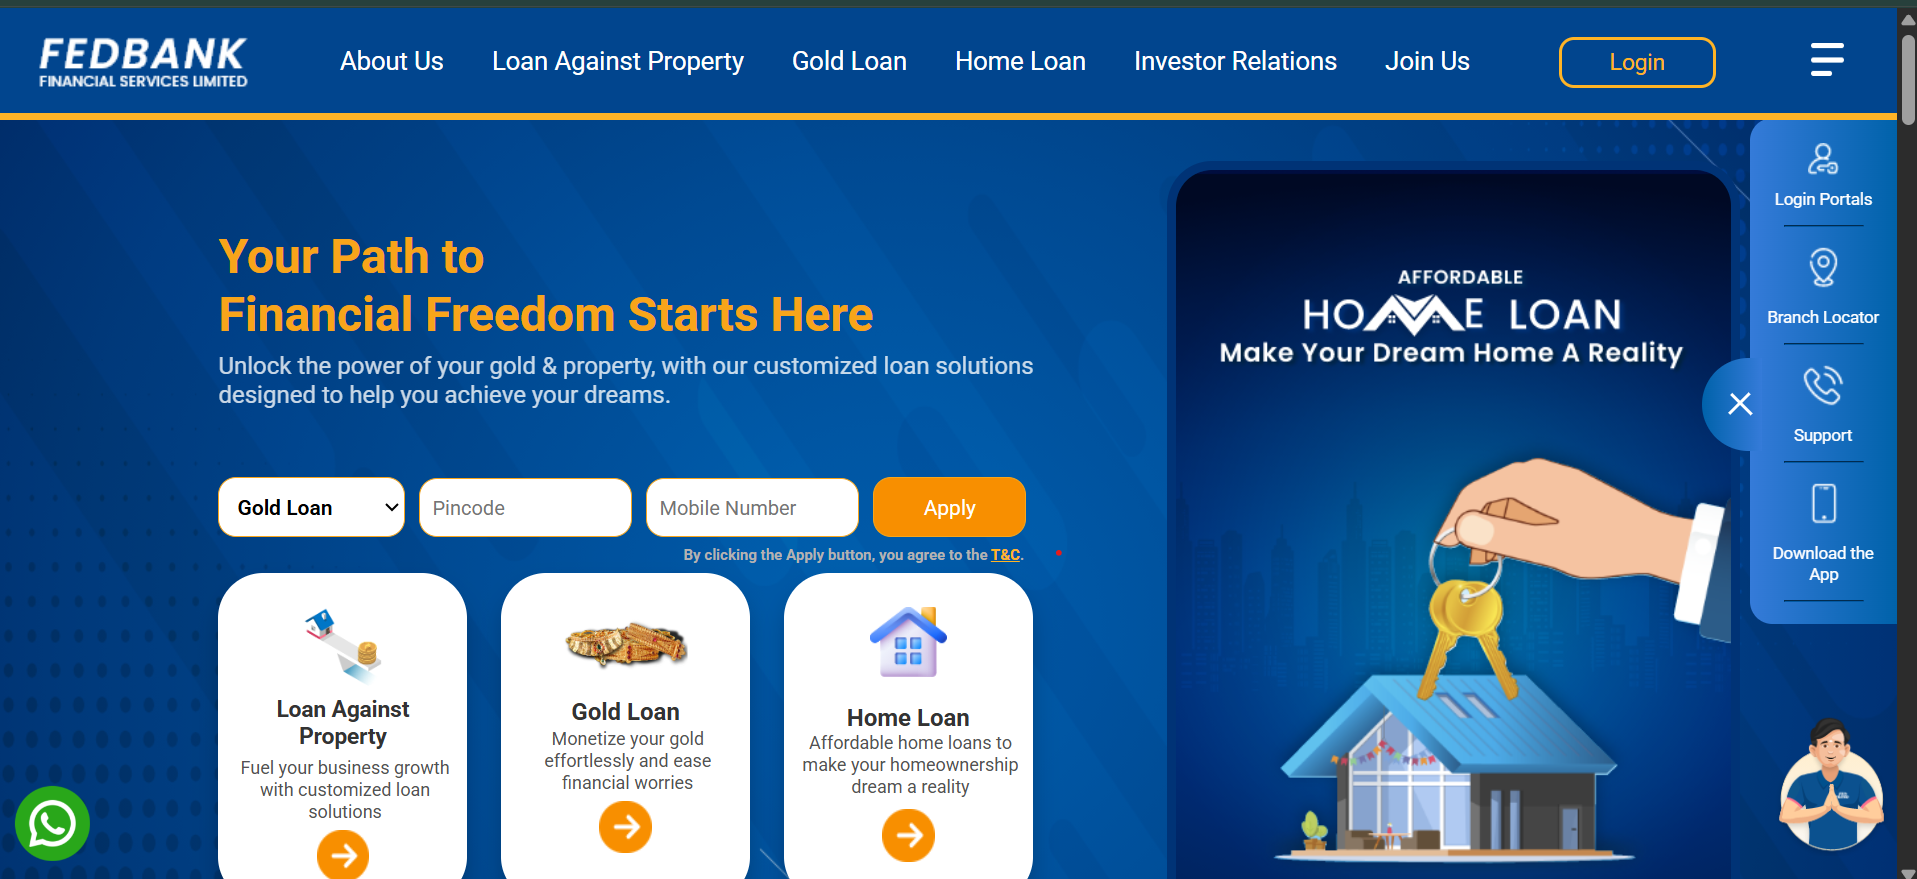 FEDBANK
FINANCIAL SERVICES LIMITED
About Us
Loan Against Property
Gold Loan
Home Loan
Investor Relations
Join Us
Login
Your Path to
Financial Freedom Starts Here
Unlock the power of your gold & property, with our customized loan solutions
designed to help you achieve your dreams.
Gold Loan
Pincode
Mobile Number
Apply
By clicking the Apply button, you agree to the T&C.
Loan Against
Property
Fuel your business growth
with customized loan
solutions
Gold Loan
Monetize your gold
effortlessly and ease
financial worries
Home Loan
Affordable home loans to
make your homeownership
dream a reality
AFFORDABLE
HOME LOAN
Make Your Dream Home A Reality
Login Portals
Branch Locator
Support
Download the
App